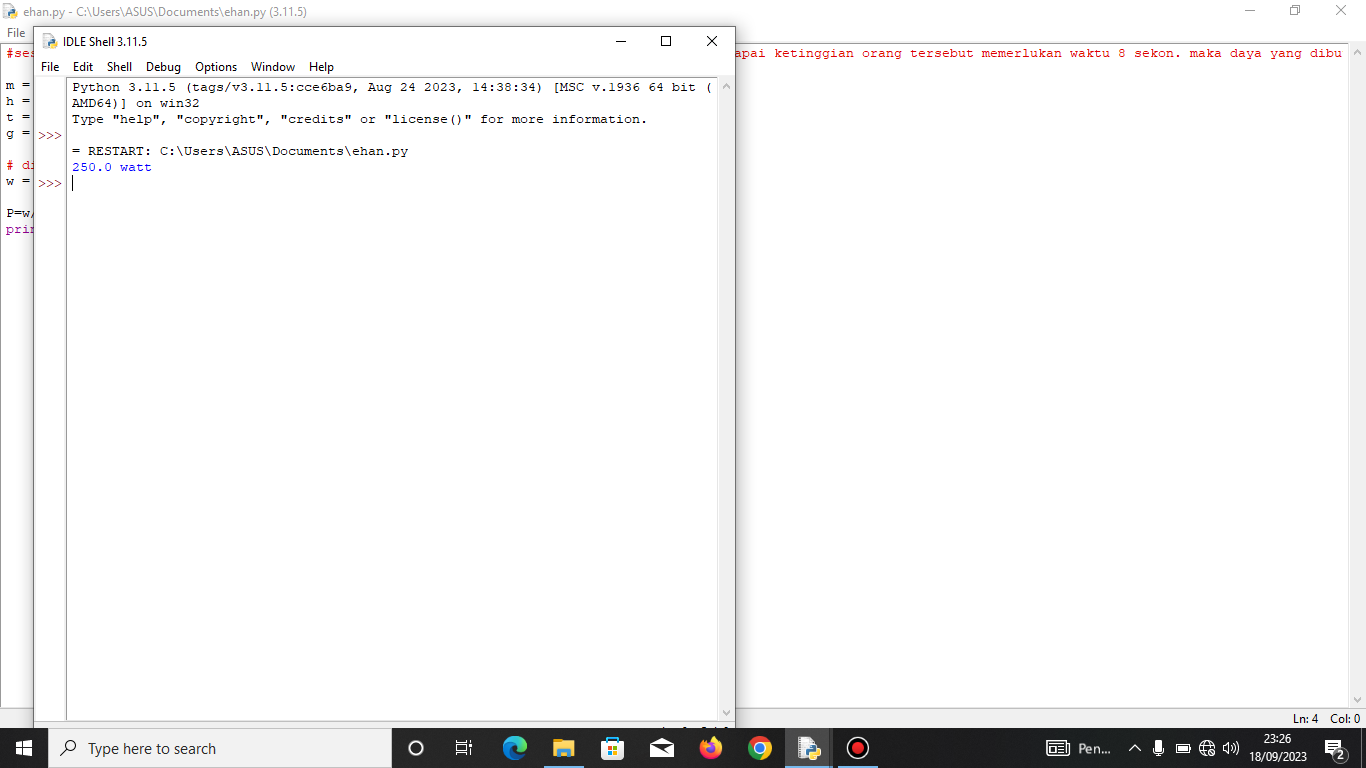 ehan.py - C:\Users\ASUS\Documents\ehan.py (3.11.5)
File
apai ketinggian orang tersebut memerlukan waktu 8 sekon. maka daya yang dibu
m =
h =
t =
g =
w =
P=w/
IDLE Shell 3.11.5
File Edit Shell Debug Options Window Help
Python 3.11.5 (tags/v3.11.5:cce6ba9, Aug 24 2023, 14:38:34) [MSC v.1936 64 bit (
AMD64)] on win32
Type "help", "copyright", "credits" or "license()" for more information.
>>>
= RESTART: C:\Users\ASUS\Documents\ehan.py
250.0 watt
>>>
Ln: 4 Col: 0
Type here to search
Pen...
23:26
18/09/2023
2